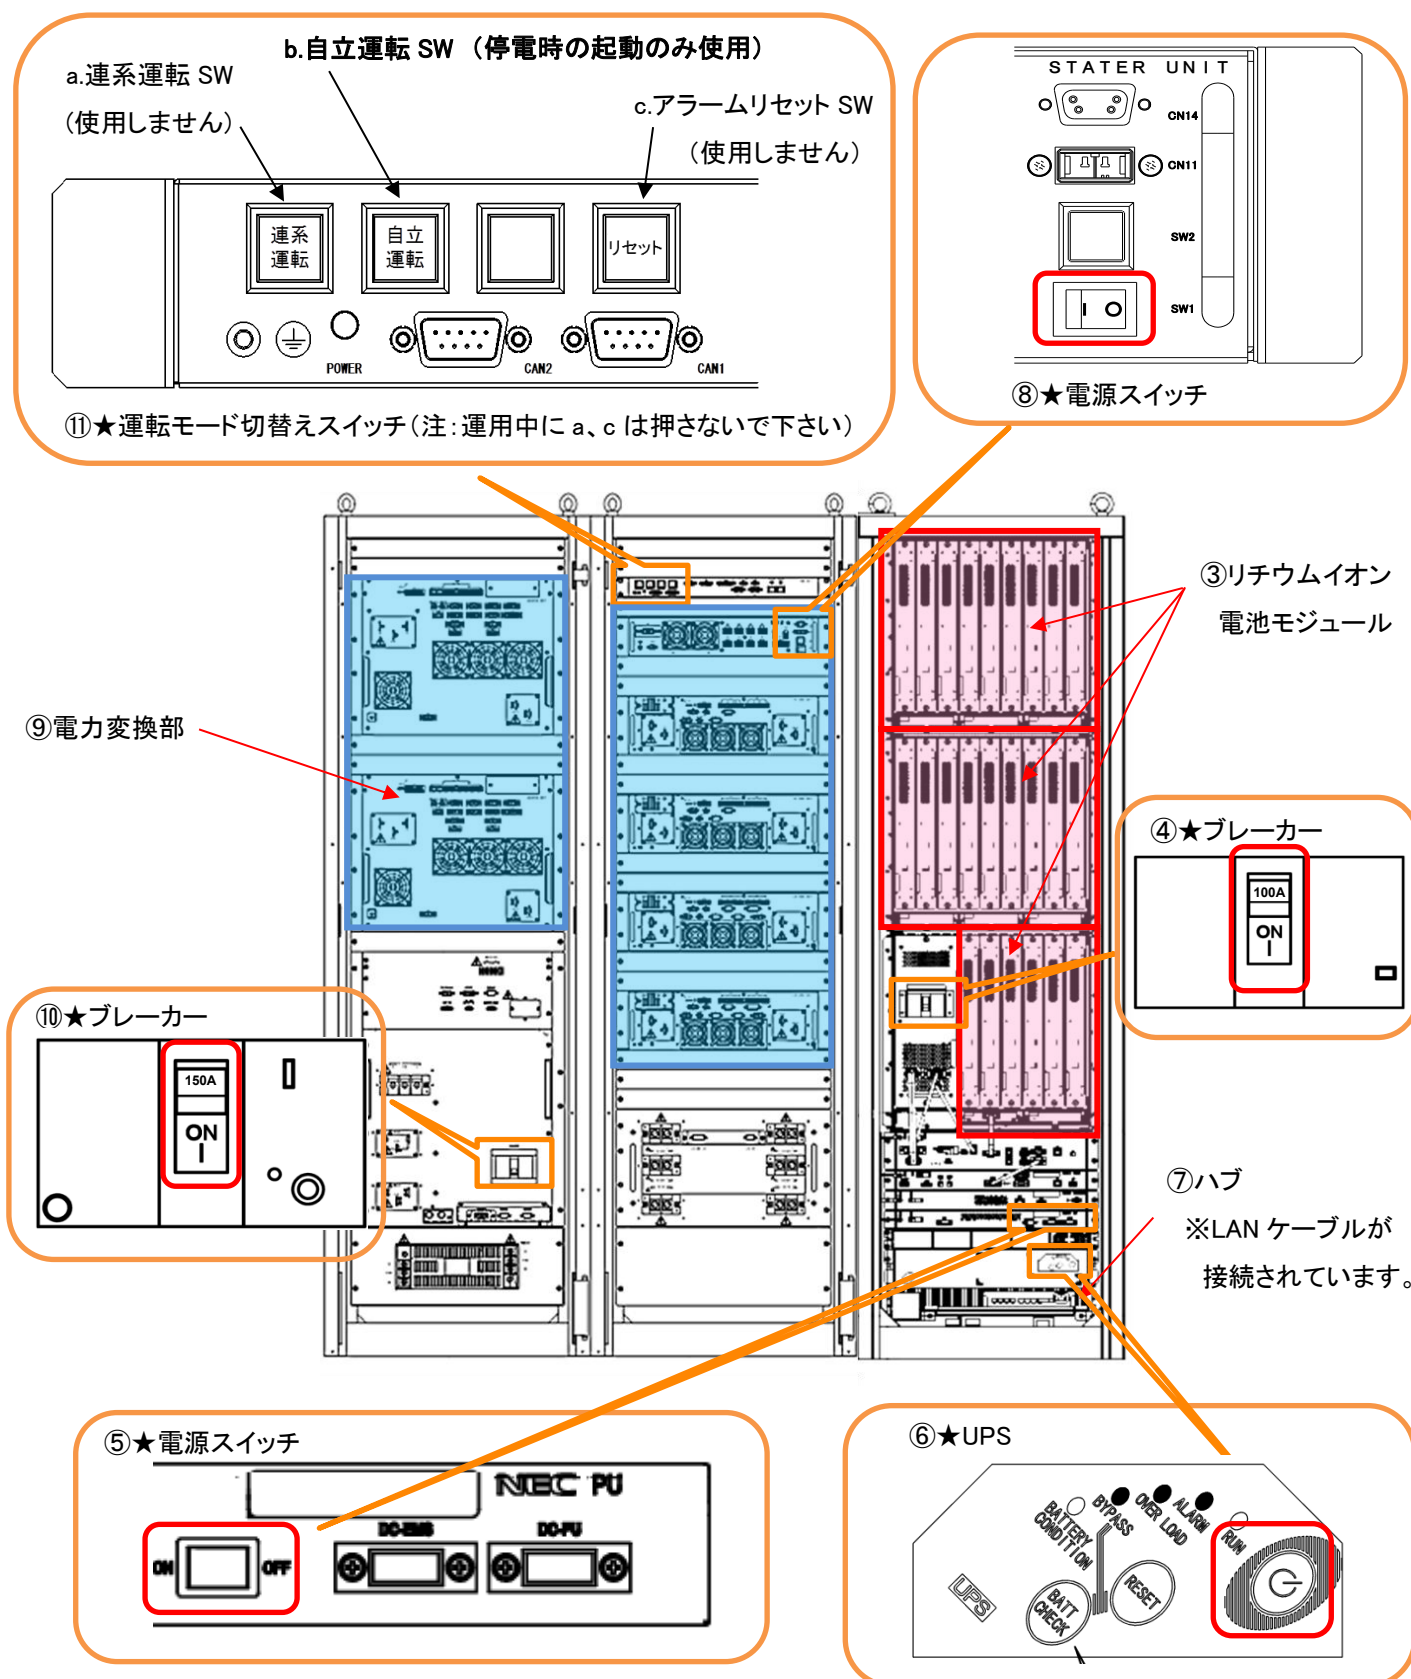 b.自立運転 SW (停電時の起動のみ使用)
a.連系運転 SW
(使用しません)
c.アラームリセット SW
(使用しません)
連系
運転
自立
運転
リセット
POWER
CAN2
CAN1
⑪★運転モード切替えスイッチ(注:運用中に a、c は押さないで下さい)
STATER UNIT
CN14
CN11
SW2
SW1
⑧★電源スイッチ
③リチウムイオン
電池モジュール
⑨電力変換部
④★ブレーカー
100A
ON
⑩★ブレーカー
150A
ON
⑦ハブ
※LAN ケーブルが
接続されています。
⑤★電源スイッチ
NEC PU
DC-EMS
DC-PU
ON
OFF
⑥★UPS
BATTERY
CONDITION
BYPASS
OVER LOAD
ALARM
RUN
UPS
BATT
CHECK
RESET